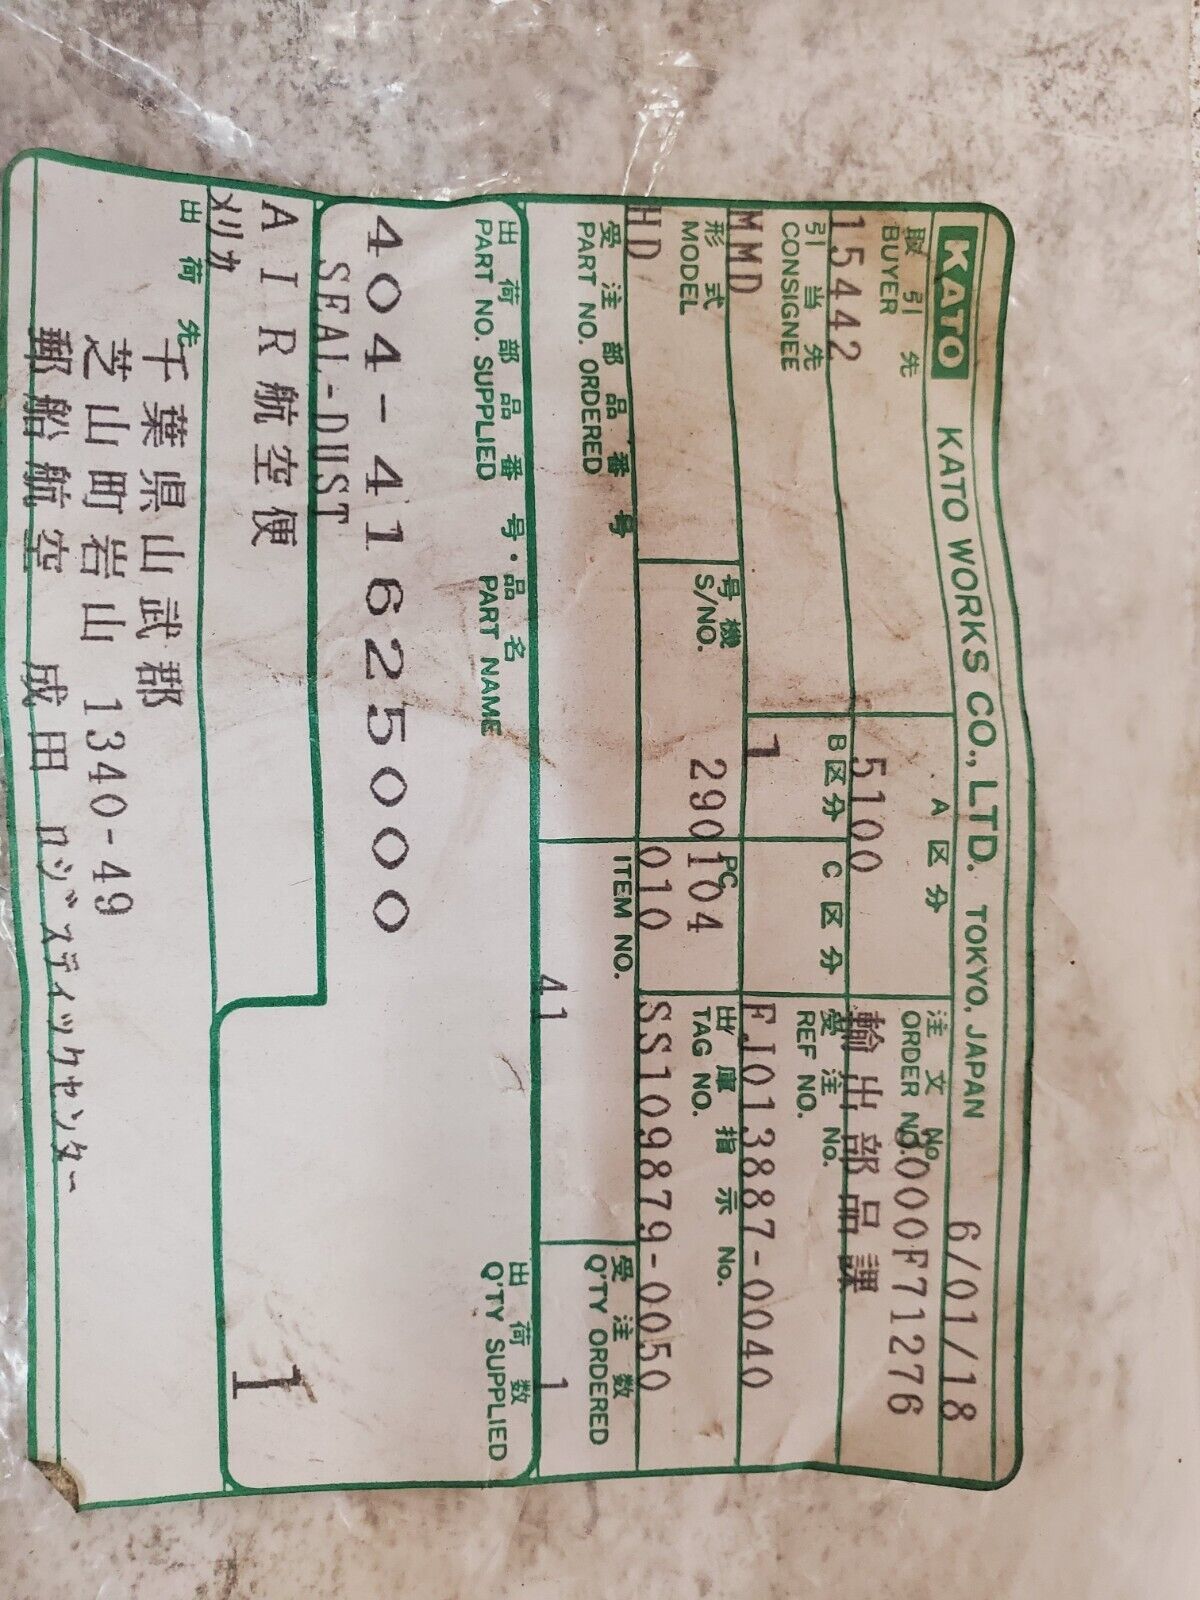 KATO KATO WORKS CO., LTD. TOKYO, JAPAN 6/01/18
取引先
BUYER
15442
A区分
5100
注文No.
ORDER NO.
3000F71276
輸出部品課
引当先
CONSIGNEE
MMD
B区分
1
C区分
受注No.
REF NO.
FJ013887-0040
形式
MODEL
HD
号機
S/NO.
290104
PC
010
出庫指示No.
TAG NO.
SS109879-0050
受注部品番号
PART NO. ORDERED
ITEM NO.
41
受注数
Q'TY ORDERED
1
出荷部品番号・品名
PART NO. SUPPLIED PART NAME
出荷数
Q'TY SUPPLIED
404-41625000
SEAL-DUST
AIR航空便
1
メリカ
出荷先
千葉県山武郡
芝山町岩山 1340-49
郵船航空 成田 ロジスティックセンター